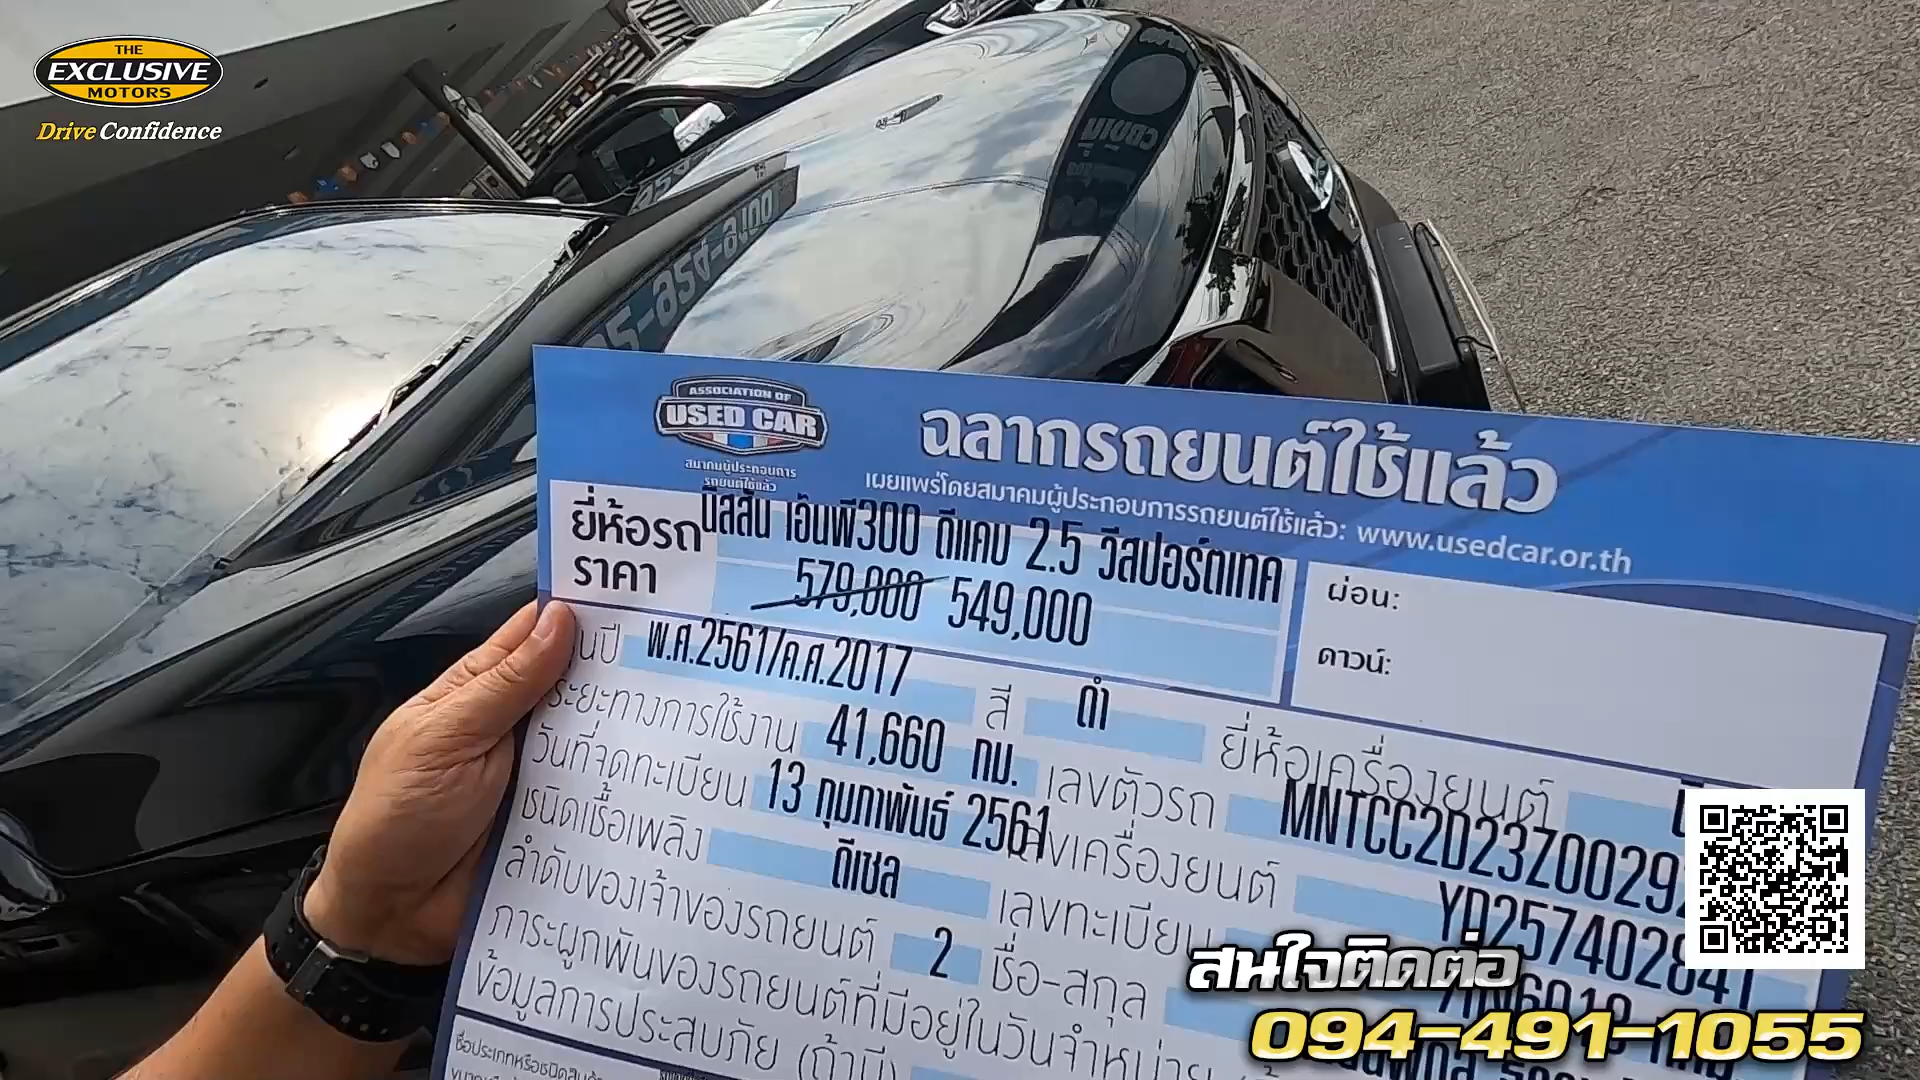 THE
EXCLUSIVE
MOTORS
Drive Confidence
ASSOCIATION OF
USED CAR
สมาคมผู้ประกอบการ
รถยนต์ใช้แล้ว
ฉลากรถยนต์ใช้แล้ว
เผยแพร่โดยสมาคมผู้ประกอบการรถยนต์ใช้แล้ว: www.usedcar.or.th
ยี่ห้อรถ นิสสัน เอ็นพี300 ดีแคบ 2.5 วีสปอร์ตเทค
ราคา 579,000 549,000
ผ่อน:
ดาวน์:
พ.ศ.2561/ค.ศ.2017 สี ดำ ยี่ห้อเครื่องยนต์
ระยะทางการใช้งาน 41,660 กม. เลขตัวรถ MNTCC2D23Z0029
วันที่จดทะเบียน 13 กุมภาพันธ์ 2561 เลขเครื่องยนต์ YD25740284
ชนิดเชื้อเพลิง ดีเซล เลขทะเบียน
ลำดับของเจ้าของรถยนต์ 2 ชื่อ-สกุล
ภาระผูกพันของรถยนต์ที่มีอยู่ในวันจำหน่าย
ข้อมูลการประสบภัย (ถ้ามี)
สนใจติดต่อ
094-491-1055